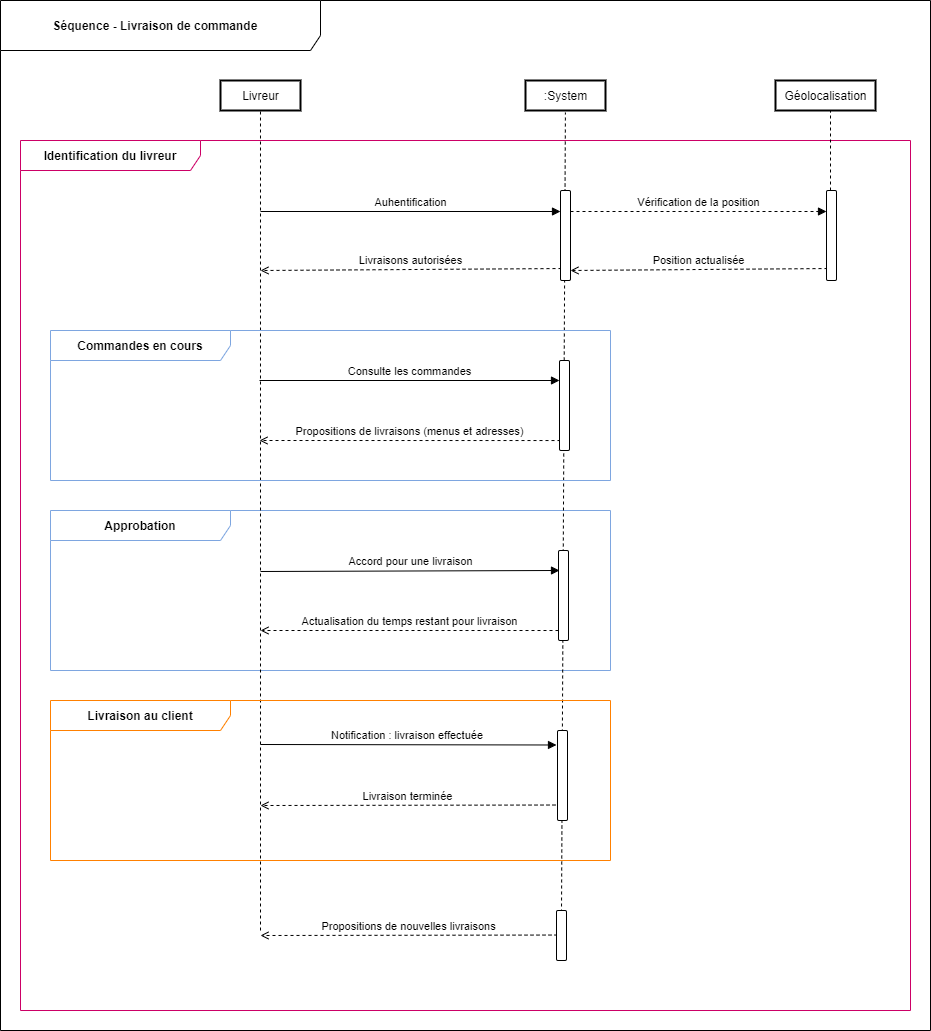 Séquence - Livraison de commande
Livreur
:System
Géolocalisation
Identification du livreur
Auhentification
Vérification de la position
Livraisons autorisées
Position actualisée
Commandes en cours
Consulte les commandes
Propositions de livraisons (menus et adresses)
Approbation
Accord pour une livraison
Actualisation du temps restant pour livraison
Livraison au client
Notification : livraison effectuée
Livraison terminée
Propositions de nouvelles livraisons